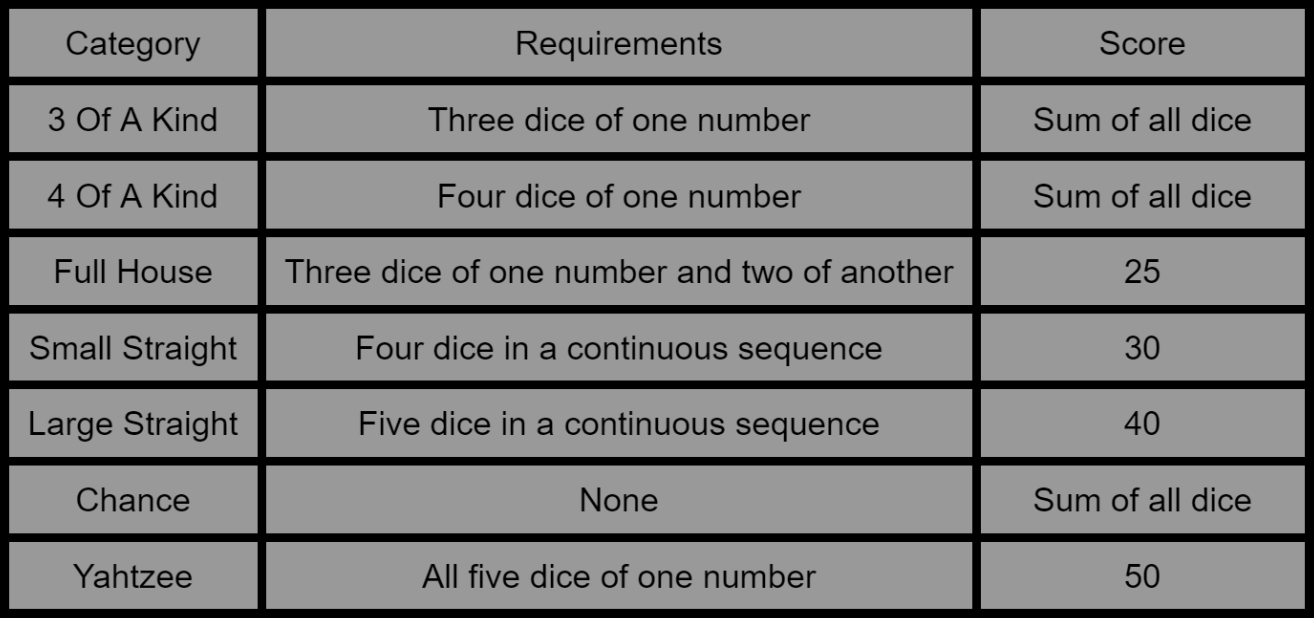 Category Requirements Score
3 Of A Kind Three dice of one number Sum of all dice
4 Of A Kind Four dice of one number Sum of all dice
Full House Three dice of one number and two of another 25
Small Straight Four dice in a continuous sequence 30
Large Straight Five dice in a continuous sequence 40
Chance None Sum of all dice
Yahtzee All five dice of one number 50